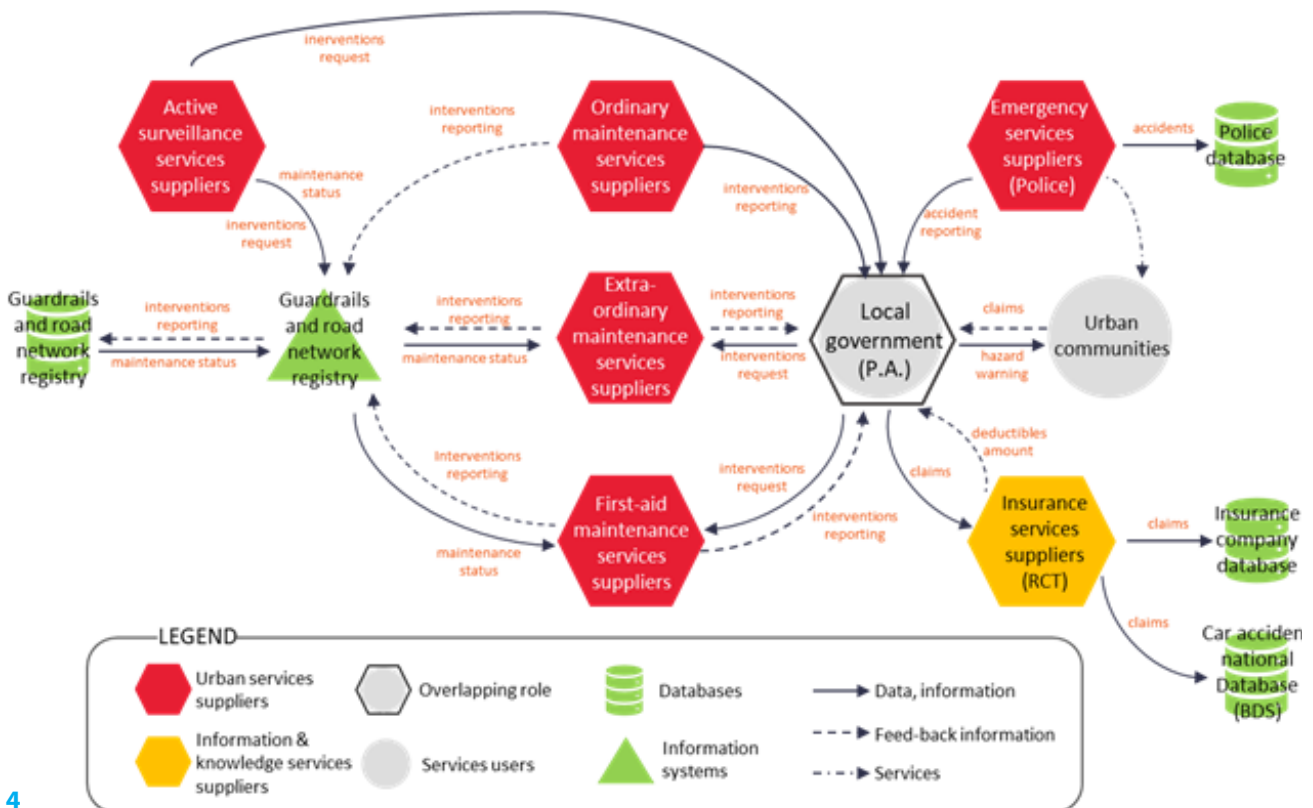 inerventions
request
Active
surveillance
services
suppliers
interventions
reporting
Ordinary
maintenance
services
suppliers
Emergency
services
suppliers
(Police)
accidents
Police
database
maintenance
status
inerventions
request
interventions
reporting
accident
reporting
Guardrails
and road
network
registry
interventions
reporting
maintenance status
Guardrails
and road
network
registry
interventions
reporting
maintenance status
Extra-
ordinary
maintenance
services
suppliers
interventions
reporting
interventions
request
Local
government
(P.A.)
claims
hazard
warning
Urban
communities
Interventions
reporting
maintenance
status
First-aid
maintenance
services
suppliers
interventions
request
interventions
reporting
claims
deductibles
amount
Insurance
services
suppliers
(RCT)
claims
Insurance
company
database
claims
Car acciden
national
Database
(BDS)
LEGEND
Urban services
suppliers
Overlapping role
Databases
Data, information
Information &
knowledge services
suppliers
Services users
Information
systems
Feed-back information
Services
4